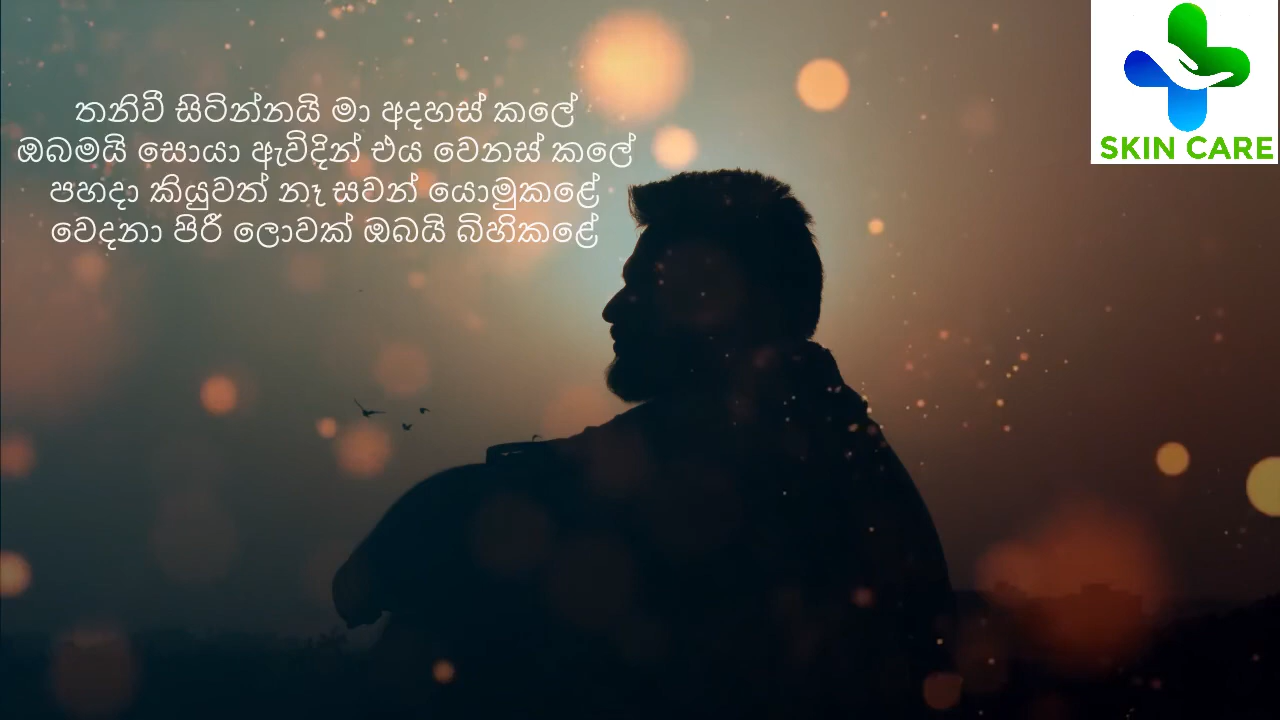 තනිවී සිටින්නයි මා අදහස් කලේ
ඔබමයි සොයා ඇවිදින් එය වෙනස් කලේ
පහදා කියුවත් නෑ සවන් යොමුකළේ
වෙදනා පිරී ලොවක් ඔබයි බිහිකළේ
SKIN CARE